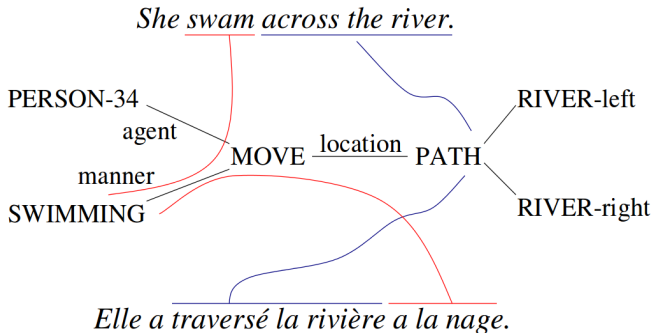 She swam across the river.
PERSON-34
RIVER-left
agent
location
MOVE
PATH
manner
SWIMMING
RIVER-right
Elle a traversé la rivière a la nage.